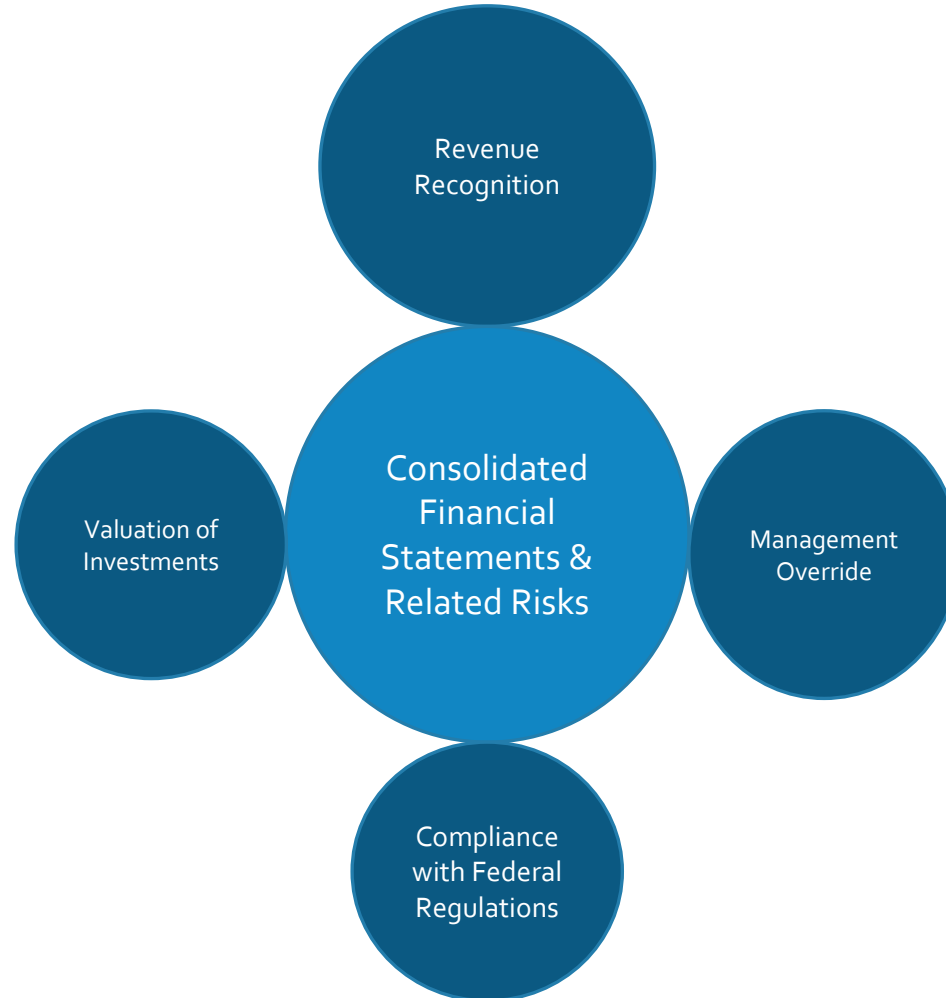 Revenue
Recognition
Valuation of
Investments
Consolidated
Financial
Statements &
Related Risks
Management
Override
Compliance
with Federal
Regulations